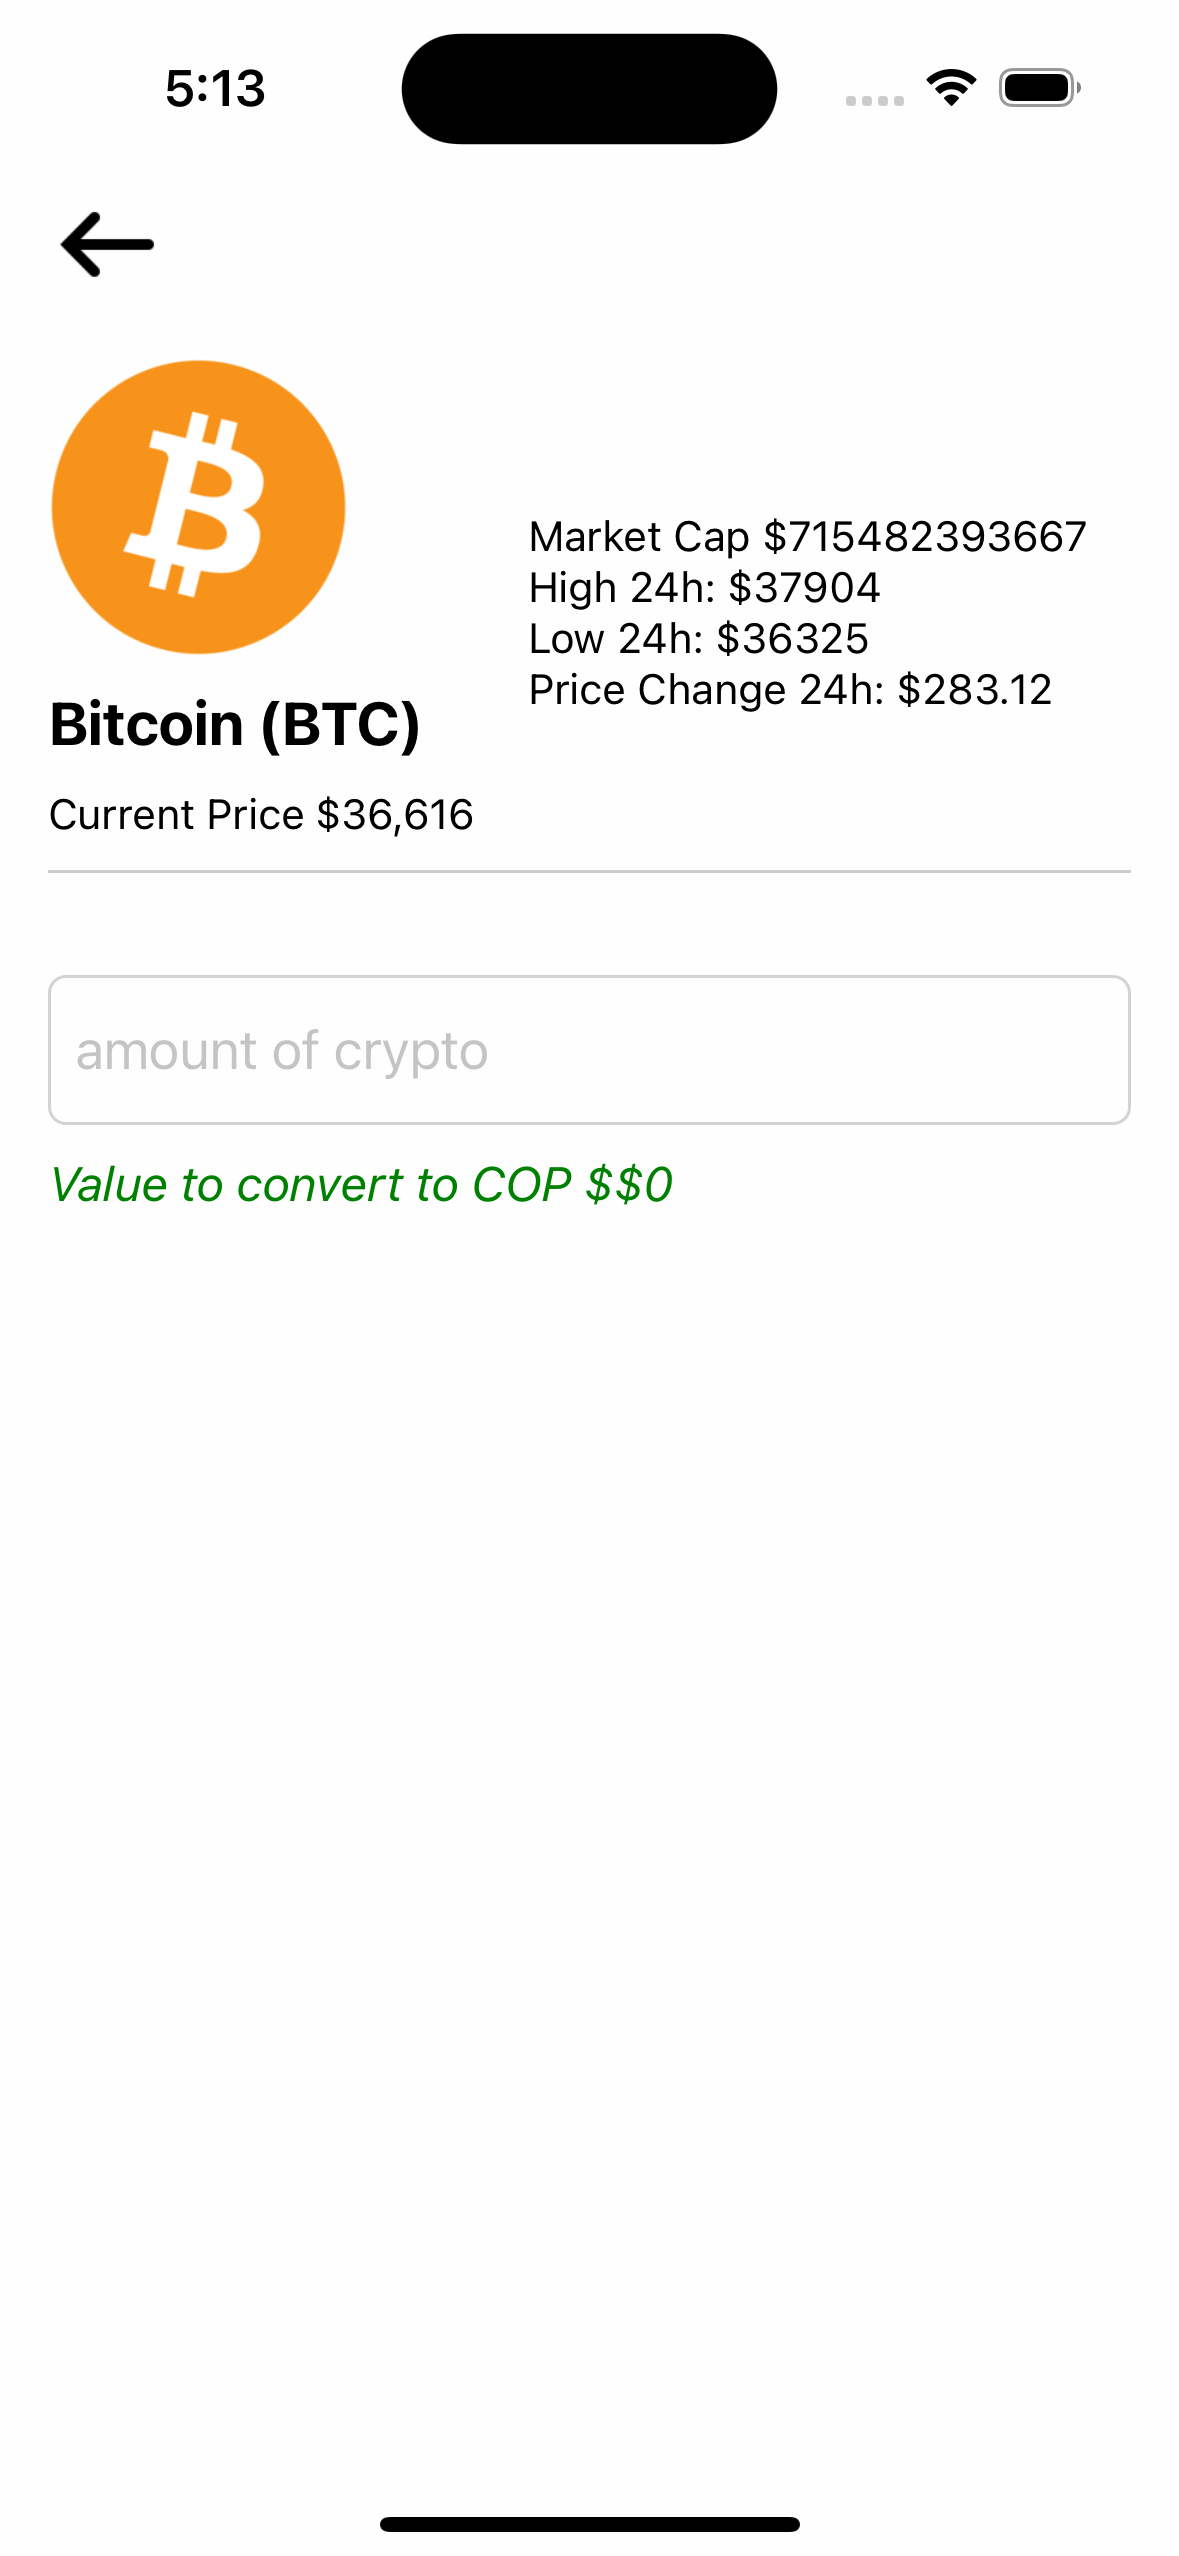 5:13
Market Cap $715482393667
High 24h: $37904
Low 24h: $36325
Price Change 24h: $283.12
Bitcoin (BTC)
Current Price $36,616
amount of crypto
Value to convert to COP $$0